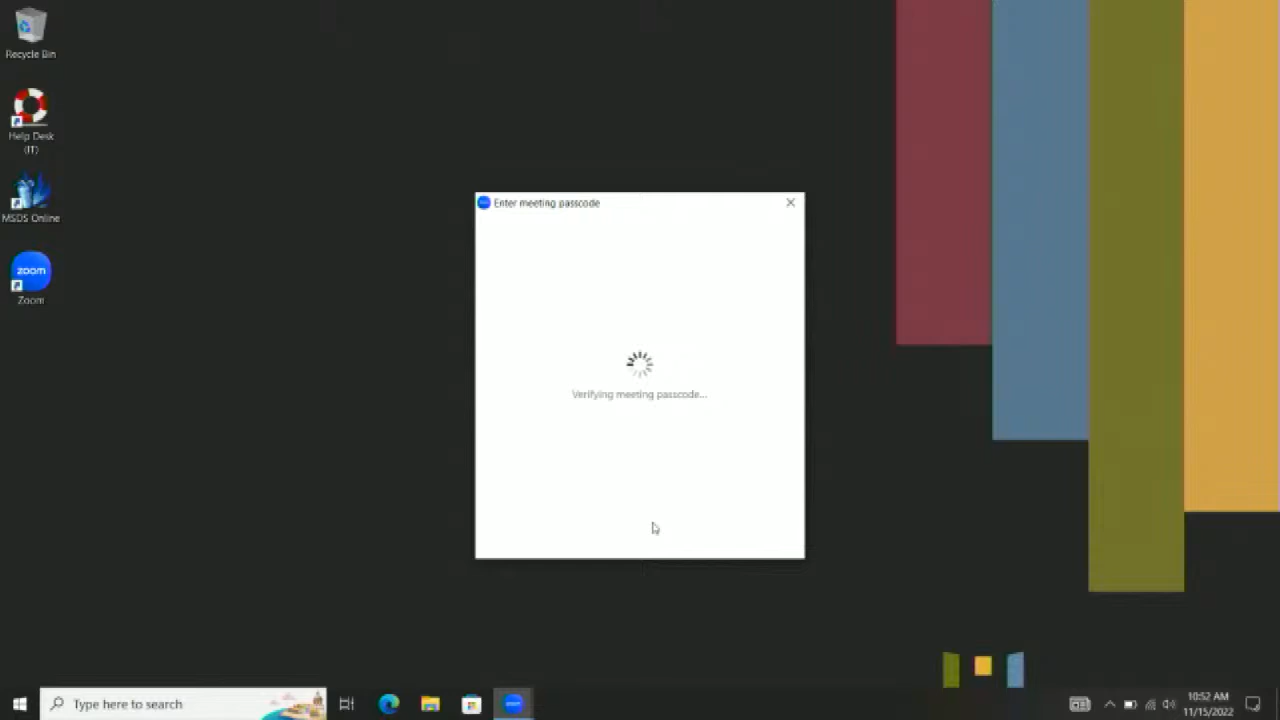 Recycle Bin
Help Desk
(IT)
MSDS Online
zoom
Zoom
Enter meeting passcode
Verifying meeting passcode...
Type here to search
zoom
10:52 AM
11/15/2022